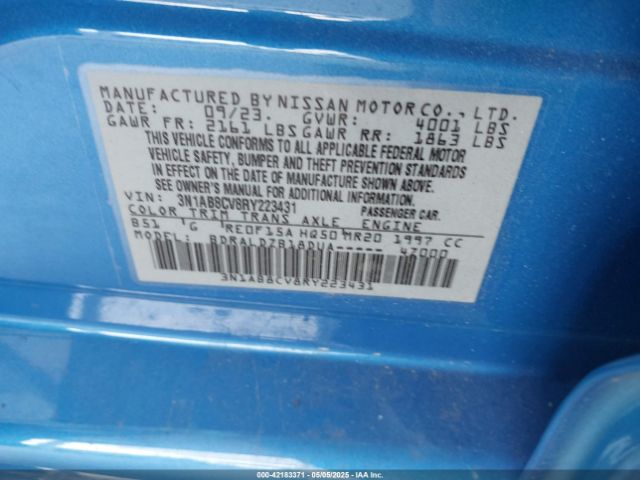 MANUFACTURED BY NISSAN MOTOR CO., LTD.
DATE: 09/23. GVWR: 4001 LBS
GAWR FR: 2161 LBS GAWR RR: 1863 LBS
THIS VEHICLE CONFORMS TO ALL APPLICABLE FEDERAL MOTOR
VEHICLE SAFETY, BUMPER AND THEFT PREVENTION STANDARDS
IN EFFECT ON THE DATE OF MANUFACTURE SHOWN ABOVE.
SEE OWNER'S MANUAL FOR ADDITIONAL INFORMATION.
VIN: 3N1AB8CV8RY223431 PASSENGER CAR.
COLOR TRIM TRANS AXLE ENGINE
B51 G RE0F15A HQ50 MR20 1997 CC
MODEL: BDRALDZB18DUA----- 4Z000
3N1AB8CV8RY223431
000-42183371 - 05/05/2025 - IAA Inc.